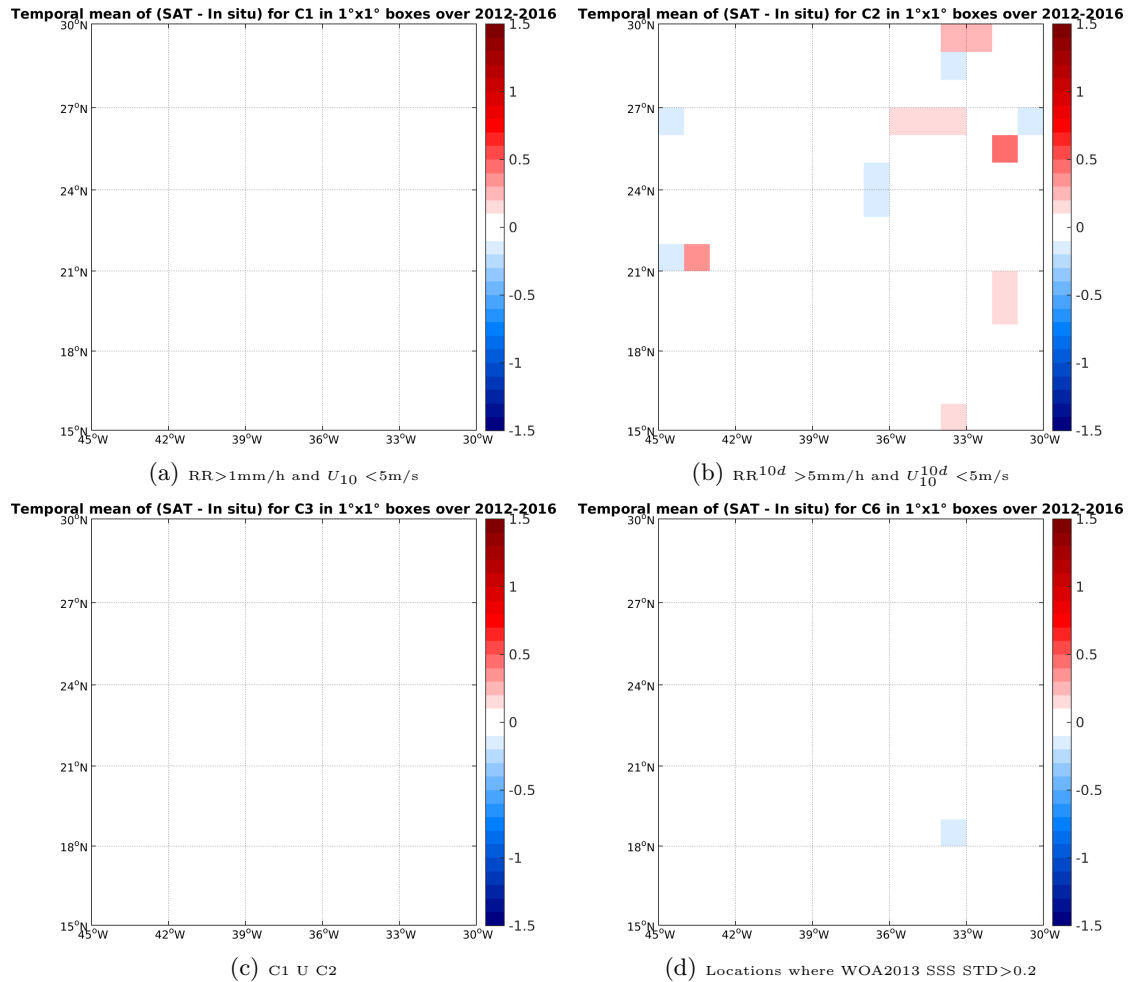 Temporal mean of (SAT - In situ) for C1 in 1°x1° boxes over 2012-2016
30°N
27°N
24°N
21°N
18°N
15°N
45°W 42°W 39°W 36°W 33°W 30°W
1.5
1
0.5
0
-0.5
-1
-1.5
(a) RR>1mm/h and U10 <5m/s
Temporal mean of (SAT - In situ) for C2 in 1°x1° boxes over 2012-2016
30°N
27°N
24°N
21°N
18°N
15°N
45°W 42°W 39°W 36°W 33°W 30°W
1.5
1
0.5
0
-0.5
-1
-1.5
(b) RR10d >5mm/h and U10d10 <5m/s
Temporal mean of (SAT - In situ) for C3 in 1°x1° boxes over 2012-2016
30°N
27°N
24°N
21°N
18°N
15°N
45°W 42°W 39°W 36°W 33°W 30°W
1.5
1
0.5
0
-0.5
-1
-1.5
(c) C1 U C2
Temporal mean of (SAT - In situ) for C6 in 1°x1° boxes over 2012-2016
30°N
27°N
24°N
21°N
18°N
15°N
45°W 42°W 39°W 36°W 33°W 30°W
1.5
1
0.5
0
-0.5
-1
-1.5
(d) Locations where WOA2013 SSS STD>0.2